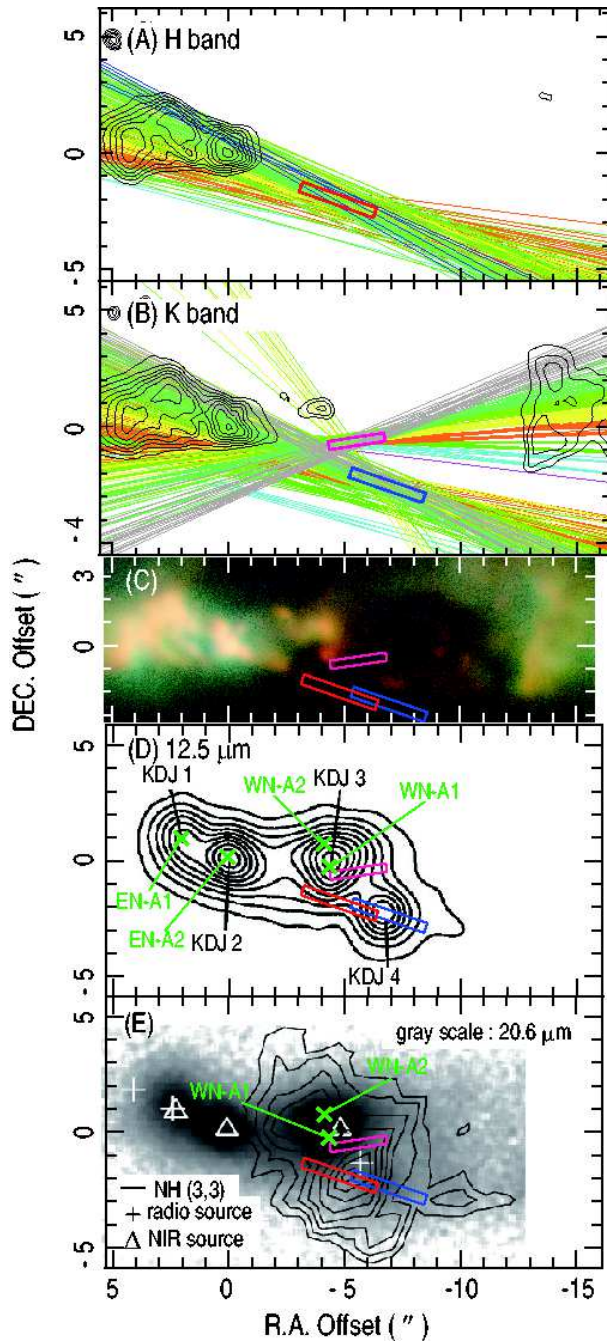 (A) H band
5
0
-5
(B) K band
5
0
-4
(C)
3
0
DEC. Offset (″)
(D) 12.5 μm
KDJ 1
KDJ 3
WN-A2
WN-A1
5
0
-5
EN-A1
EN-A2
KDJ 2
KDJ 4
(E)
gray scale : 20.6 μm
WN-A2
WN-A1
5
0
-5
NH (3,3)
radio source
NIR source
5 0 -5 -10 -15
R.A. Offset (″)